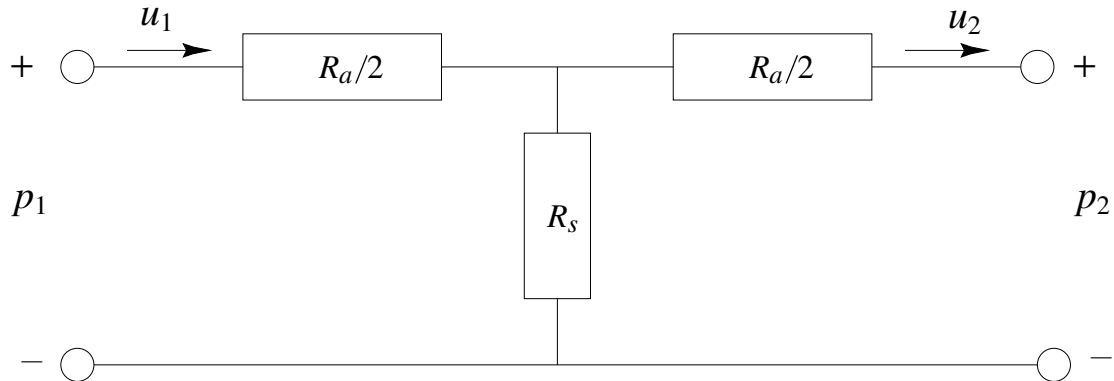 u₁ u₂
+ Rₐ/2 Rₐ/2 +
p₁ Rₛ p₂
− −